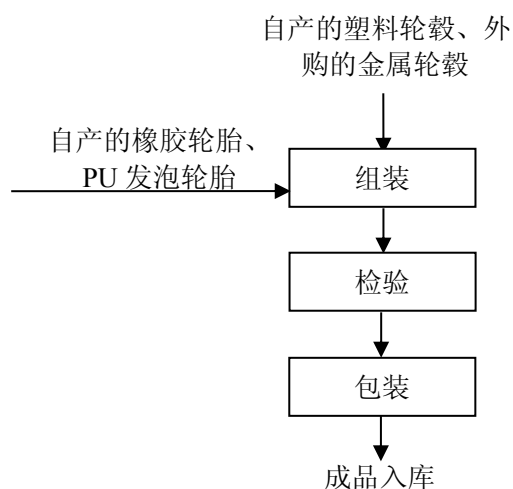 自产的塑料轮毂、外
购的金属轮毂
自产的橡胶轮胎、
PU 发泡轮胎
组装
检验
包装
成品入库